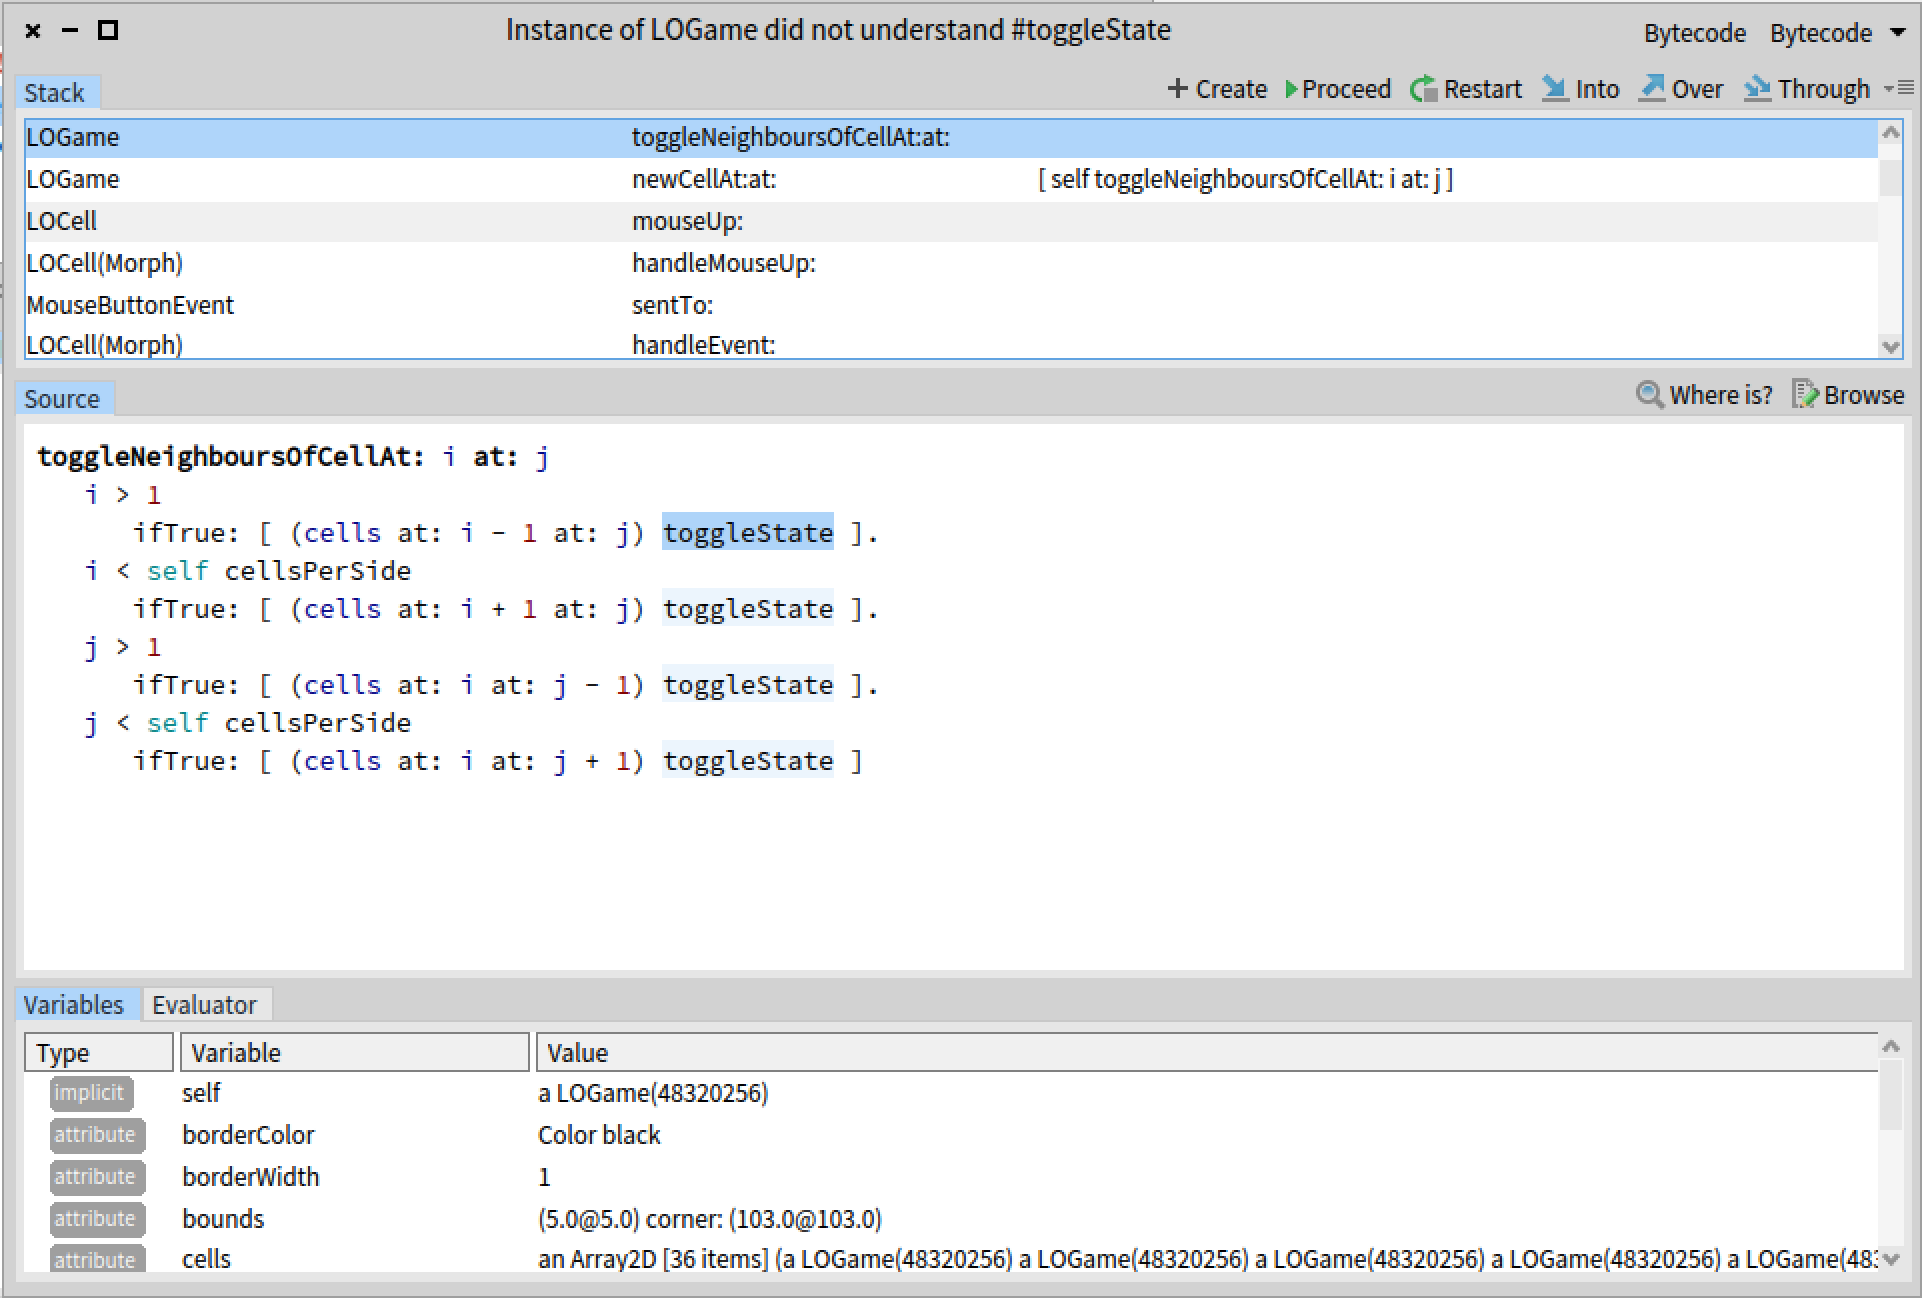 Instance of LOGame did not understand #toggleState
Bytecode Bytecode
Stack
Create Proceed Restart Into Over Through
LOGame toggleNeighboursOfCellAt:at:
LOGame newCellAt:at: [ self toggleNeighboursOfCellAt: i at: j ]
LOCell mouseUp:
LOCell(Morph) handleMouseUp:
MouseButtonEvent sentTo:
LOCell(Morph) handleEvent:
Source
Where is? Browse
toggleNeighboursOfCellAt: i at: j
i > 1
ifTrue: [ (cells at: i - 1 at: j) toggleState ].
i < self cellsPerSide
ifTrue: [ (cells at: i + 1 at: j) toggleState ].
j > 1
ifTrue: [ (cells at: i at: j - 1) toggleState ].
j < self cellsPerSide
ifTrue: [ (cells at: i at: j + 1) toggleState ]
Variables Evaluator
Type Variable Value
implicit self a LOGame(48320256)
attribute borderColor Color black
attribute borderWidth 1
attribute bounds (5.0@5.0) corner: (103.0@103.0)
attribute cells an Array2D [36 items] (a LOGame(48320256) a LOGame(48320256) a LOGame(48320256) a LOGame(48320256) a LOGame(483